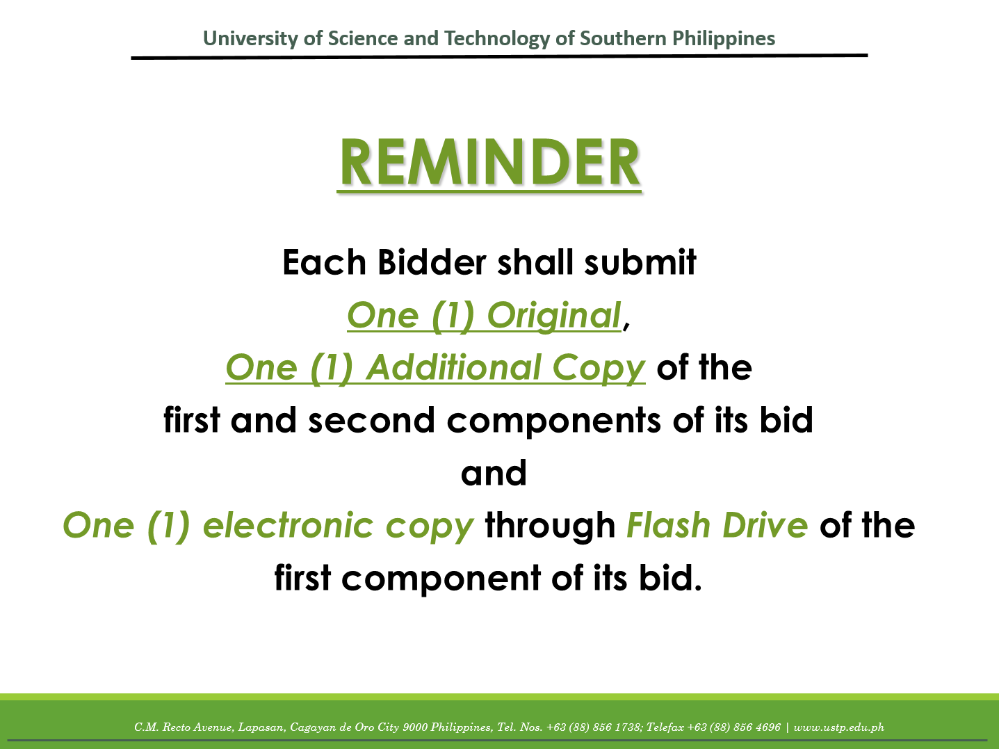 University of Science and Technology of Southern Philippines
REMINDER
Each Bidder shall submit
One (1) Original,
One (1) Additional Copy of the
first and second components of its bid
and
One (1) electronic copy through Flash Drive of the
first component of its bid.
C.M. Recto Avenue, Lapasan, Cagayan de Oro City 9000 Philippines, Tel. Nos. +63 (88) 856 1738; Telefax +63 (88) 856 4696 | www.ustp.edu.ph